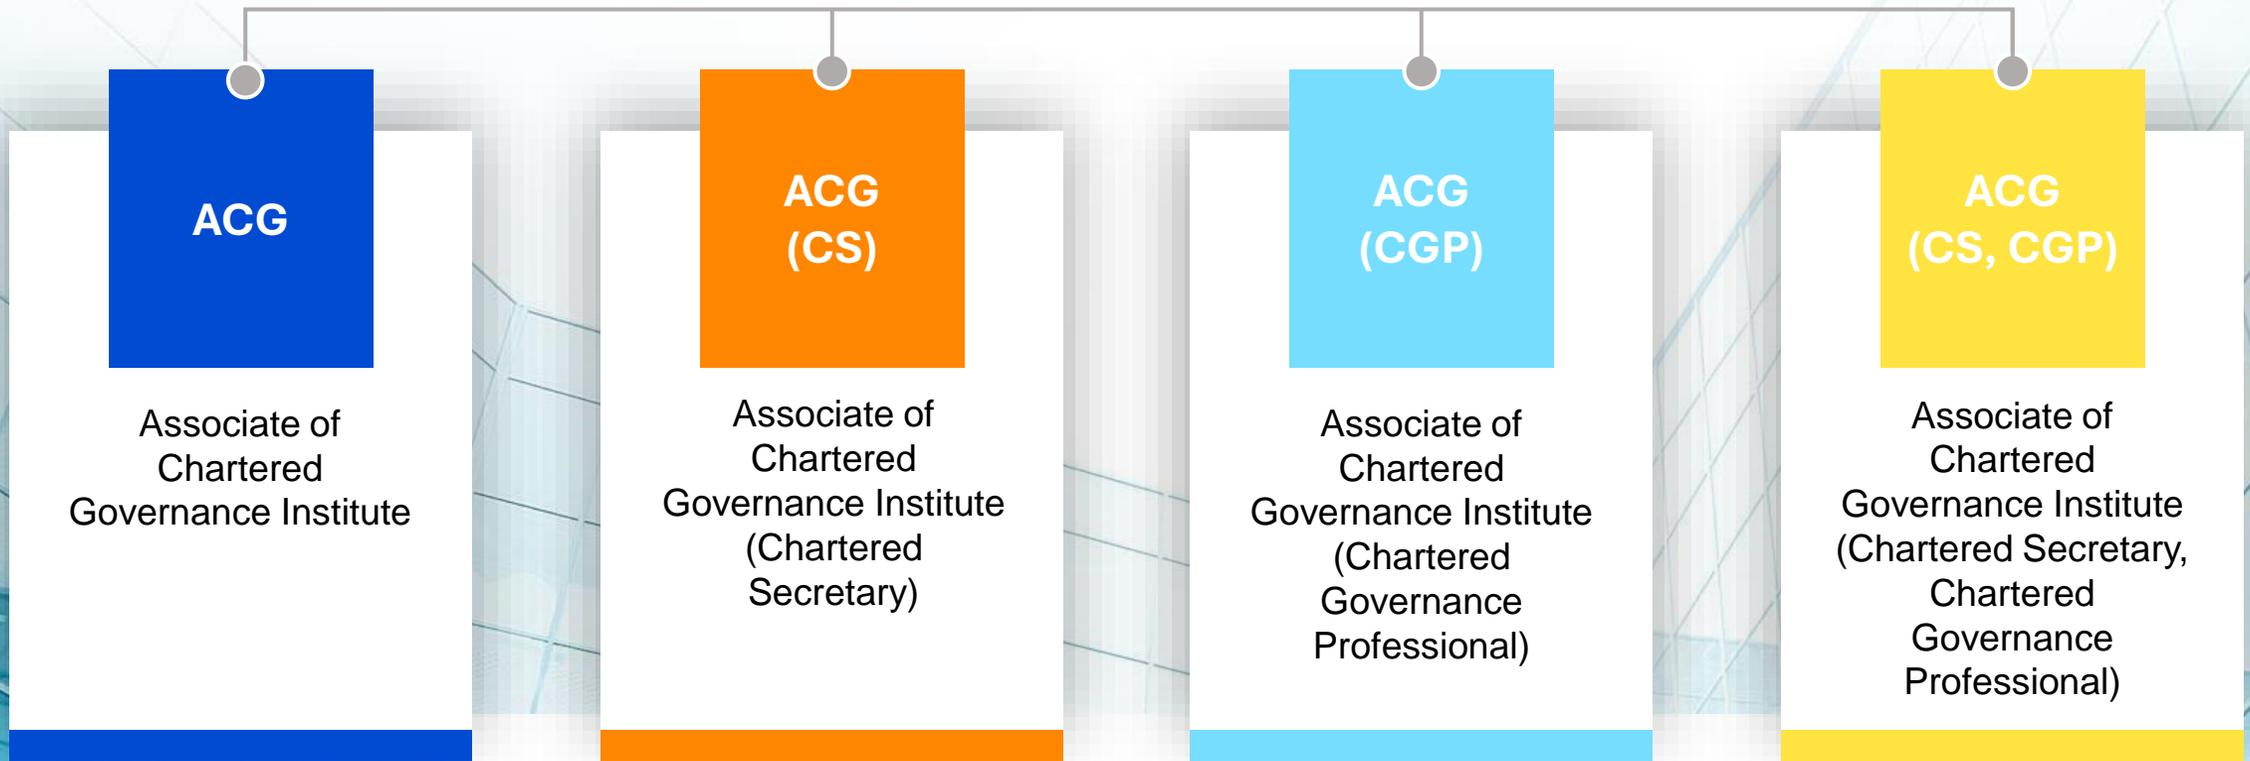 ACG
Associate of
Chartered
Governance Institute
ACG
(CS)
Associate of
Chartered
Governance Institute
(Chartered
Secretary)
ACG
(CGP)
Associate of
Chartered
Governance Institute
(Chartered
Governance
Professional)
ACG
(CS, CGP)
Associate of
Chartered
Governance Institute
(Chartered Secretary,
Chartered
Governance
Professional)